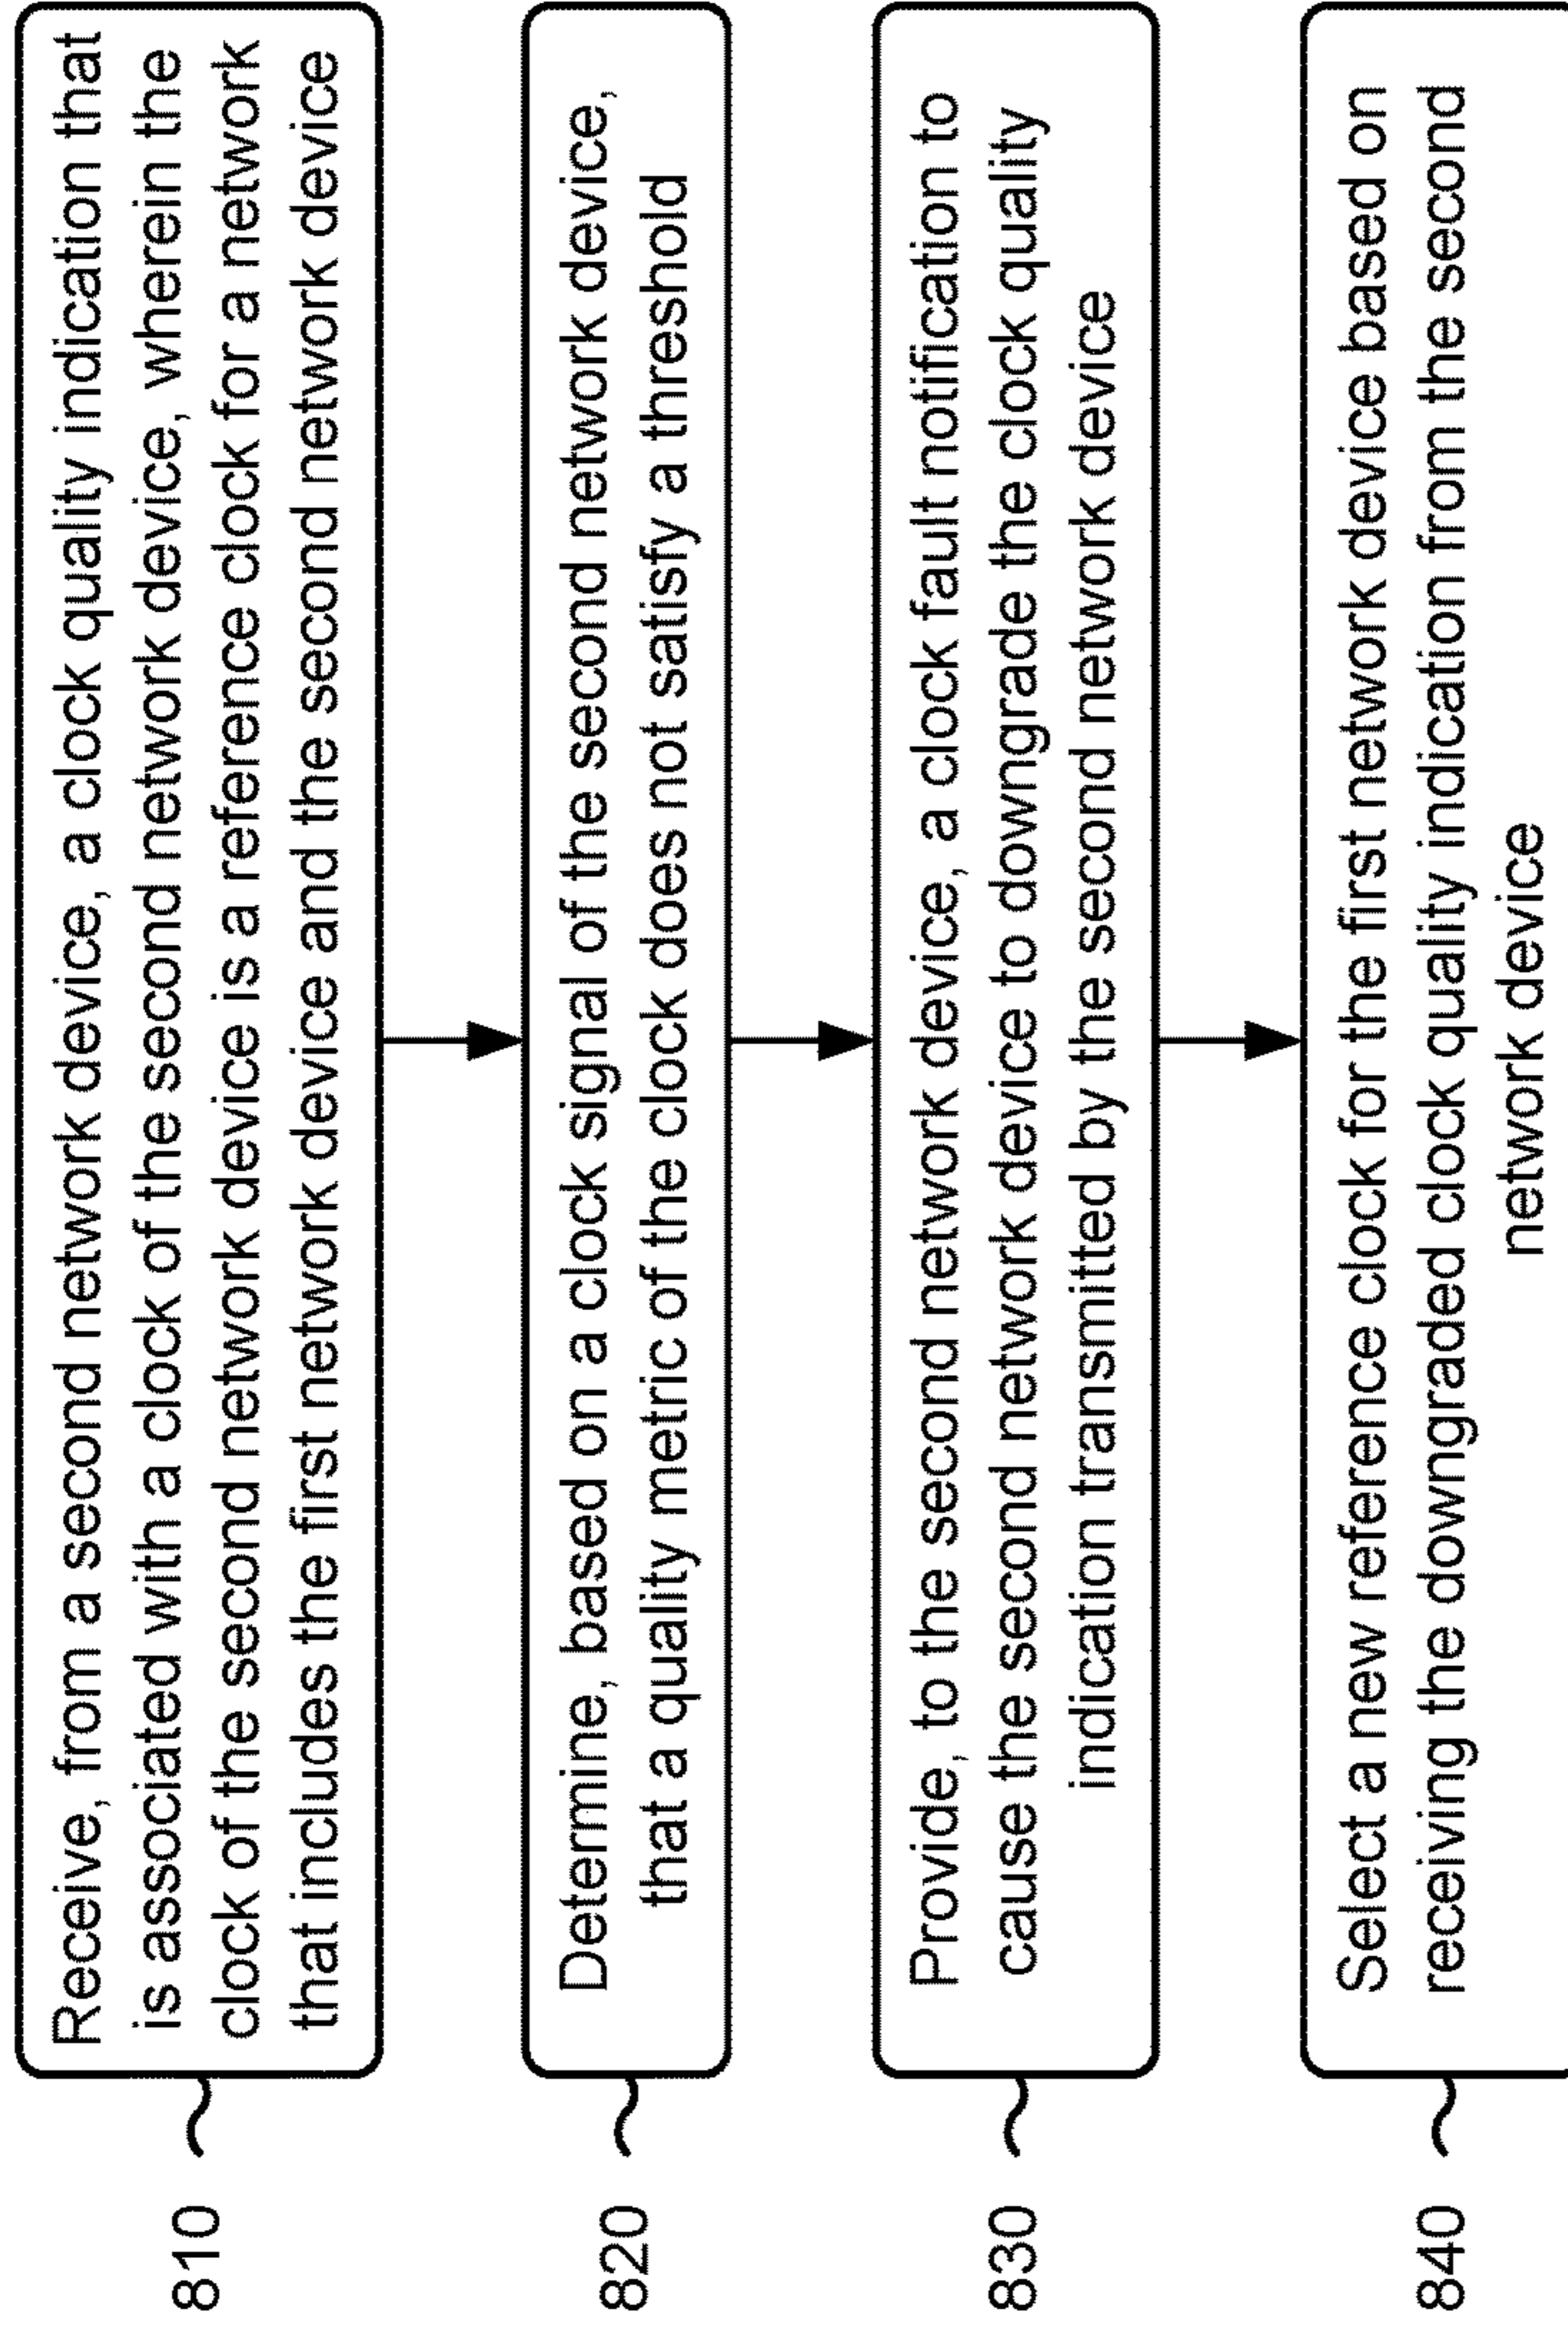 810
Receive, from a second network device, a clock quality indication that
is associated with a clock of the second network device, wherein the
clock of the second network device is a reference clock for a network
that includes the first network device and the second network device
820
Determine, based on a clock signal of the second network device,
that a quality metric of the clock does not satisfy a threshold
830
Provide, to the second network device, a clock fault notification to
cause the second network device to downgrade the clock quality
indication transmitted by the second network device
840
Select a new reference clock for the first network device based on
receiving the downgraded clock quality indication from the second
network device